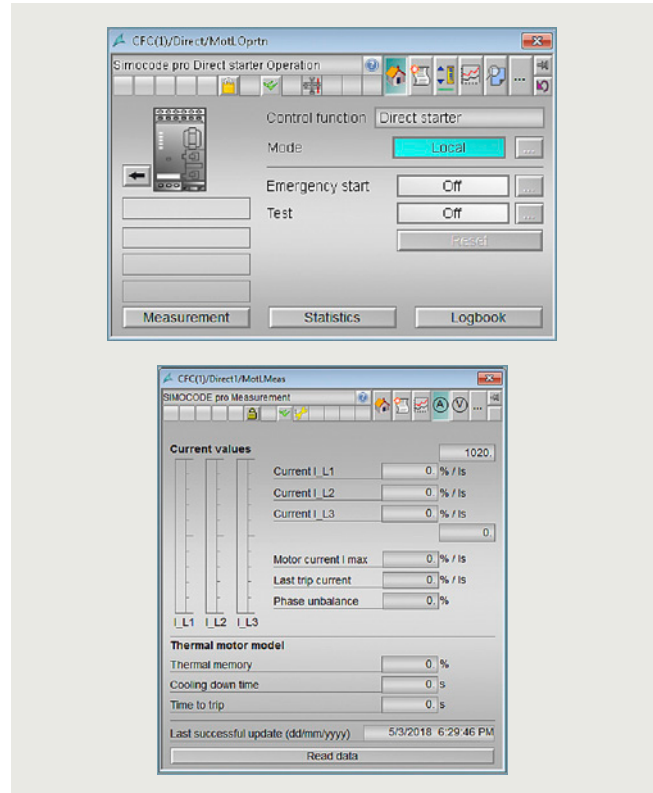 CFC(1)/Direct/MotLOprtn
Simocode pro Direct starter Operation
...
Control function Direct starter
Mode Local ...
Emergency start Off ...
Test Off ...
Reset
Measurement Statistics Logbook
CFC(1)/Direct1/MotLMeas
SIMOCODE pro Measurement
A V ...
Current values 1020.
Current I_L1 0. % / Is
Current I_L2 0. % / Is
Current I_L3 0. % / Is
0.
Motor current I max 0. % / Is
Last trip current 0. % / Is
Phase unbalance 0. %
I_L1 I_L2 I_L3
Thermal motor model
Thermal memory 0. %
Cooling down time 0. s
Time to trip 0. s
Last successful update (dd/mm/yyyy) 5/3/2018 6:29:46 PM
Read data